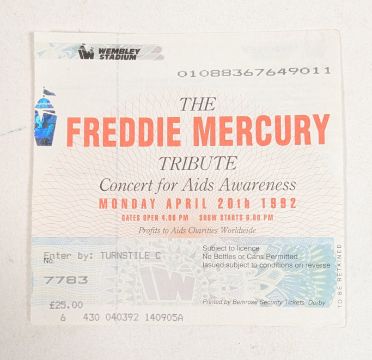 WEMBLEY
STADIUM
01088367649011
THE
FREDDIE MERCURY
TRIBUTE
Concert for Aids Awareness
MONDAY APRIL 20th 1992
GATES OPEN 4.00 PM SHOW STARTS 6.00 PM
Profits to Aids Charities Worldwide
Enter by: TURNSTILE C
No.
7783
£25.00
6 430 040392 140905A
Subject to licence
No Bottles or Cans Permitted
Issued subject to conditions on reverse
Printed by Bemrose Security Tickets, Derby
TO BE RETAINED